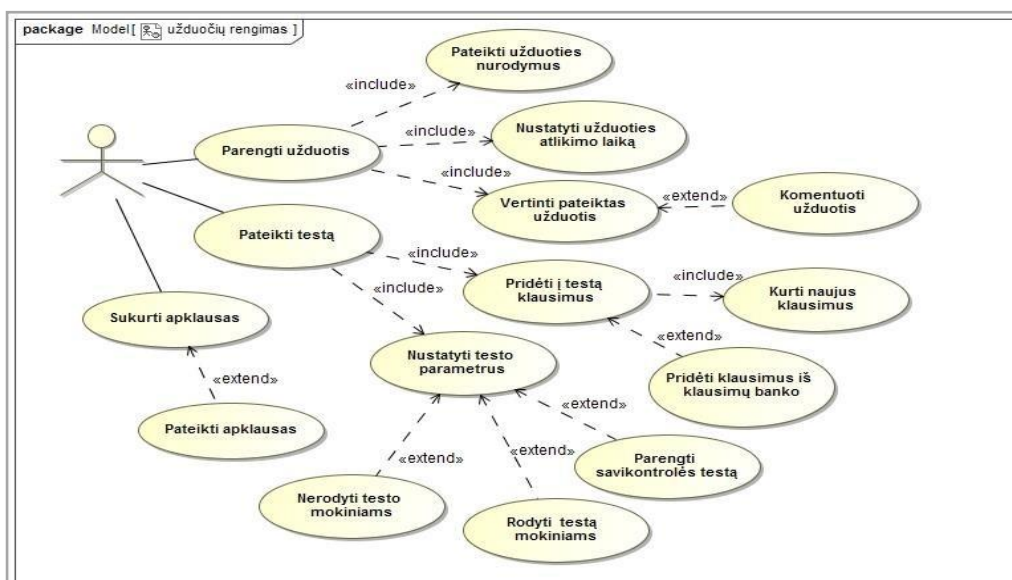 package Model[ užduočių rengimas ]
Pateikti užduoties
nurodymus
«include»
Parengti užduotis
«include»
Nustatyti užduoties
atlikimo laiką
«include»
Vertinti pateiktas
užduotis
«extend»
Komentuoti
užduotis
Pateikti testą
«include»
«include»
Pridėti į testą
klausimus
«include»
Kurti naujus
klausimus
Sukurti apklausas
«extend»
Nustatyti testo
parametrus
Pridėti klausimus iš
klausimų banko
«extend»
Pateikti apklausas
«extend»
«extend»
«extend»
Parengti
savikontrolės testą
Nerodyti testo
mokiniams
Rodyti testą
mokiniams